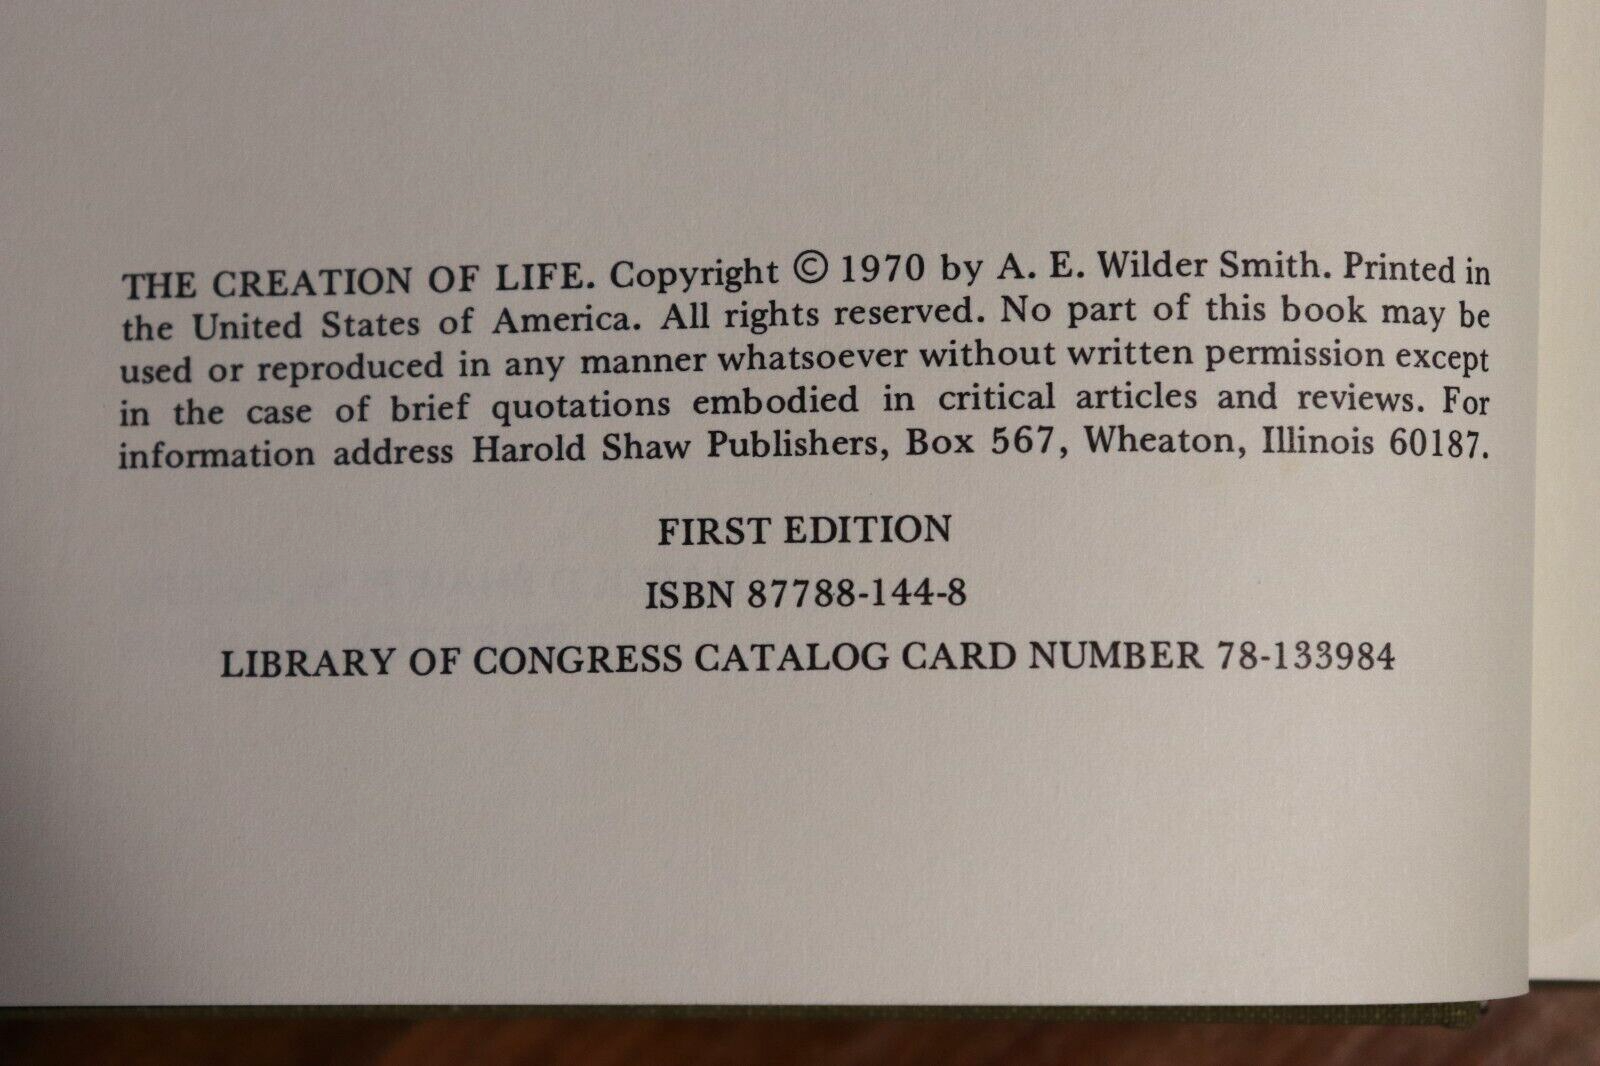 THE CREATION OF LIFE. Copyright © 1970 by A. E. Wilder Smith. Printed in
the United States of America. All rights reserved. No part of this book may be
used or reproduced in any manner whatsoever without written permission except
in the case of brief quotations embodied in critical articles and reviews. For
information address Harold Shaw Publishers, Box 567, Wheaton, Illinois 60187.
FIRST EDITION
ISBN 87788-144-8
LIBRARY OF CONGRESS CATALOG CARD NUMBER 78-133984